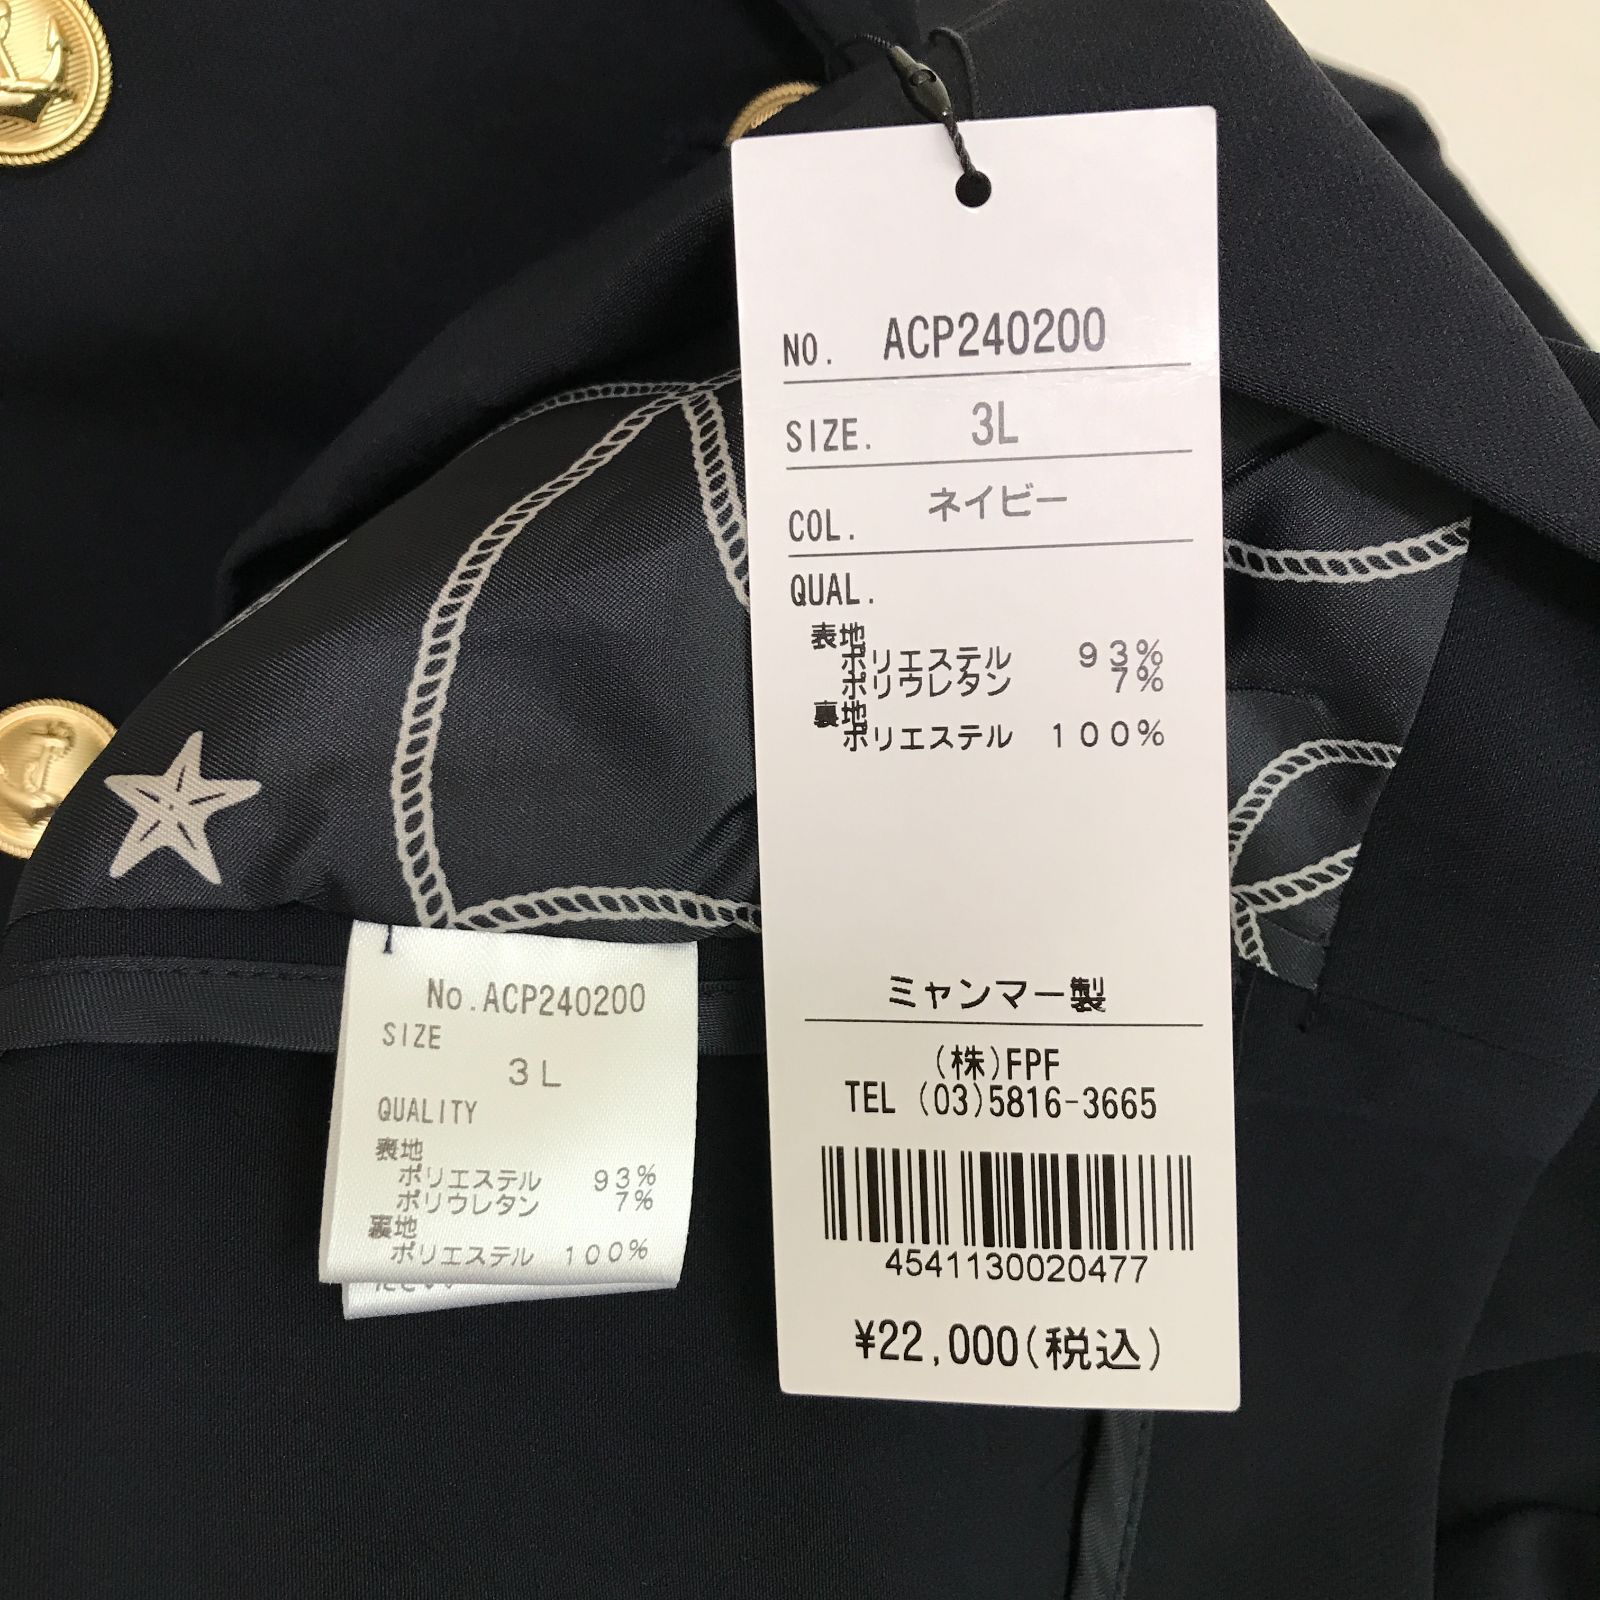 NO. ACP240200
SIZE. 3L
COL. ネイビー
QUAL.
表地
ポリエステル 93%
ポリウレタン 7%
裏地
ポリエステル 100%
ミャンマー製
(株)FPF
TEL (03)5816-3665
4541130020477
¥22,000(税込)
No.ACP240200
SIZE
3L
QUALITY
表地
ポリエステル 93%
ポリウレタン 7%
裏地
ポリエステル 100%